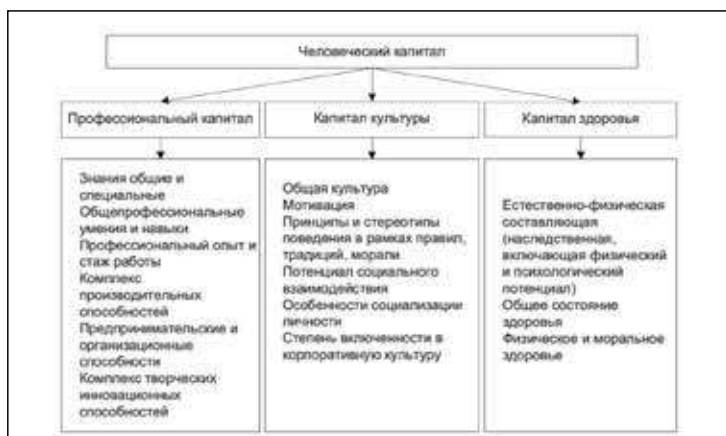 Человеческий капитал
Профессиональный капитал
Капитал культуры
Капитал здоровья
Знания общие и
специальные
Общепрофессиональные
умения и навыки
Профессиональный опыт и
стаж работы
Комплекс
производительных
способностей
Предпринимательские и
организационные
способности
Комплекс творческих
инновационных
способностей
Общая культура
Мотивация
Принципы и стереотипы
поведения в рамках правил,
традиций, морали
Потенциал социального
взаимодействия
Особенности социализации
личности
Степень включенности в
корпоративную культуру
Естественно-физическая
составляющая
(наследственная,
включающая физический
и психологический
потенциал)
Общее состояние
здоровья
Физическое и моральное
здоровье